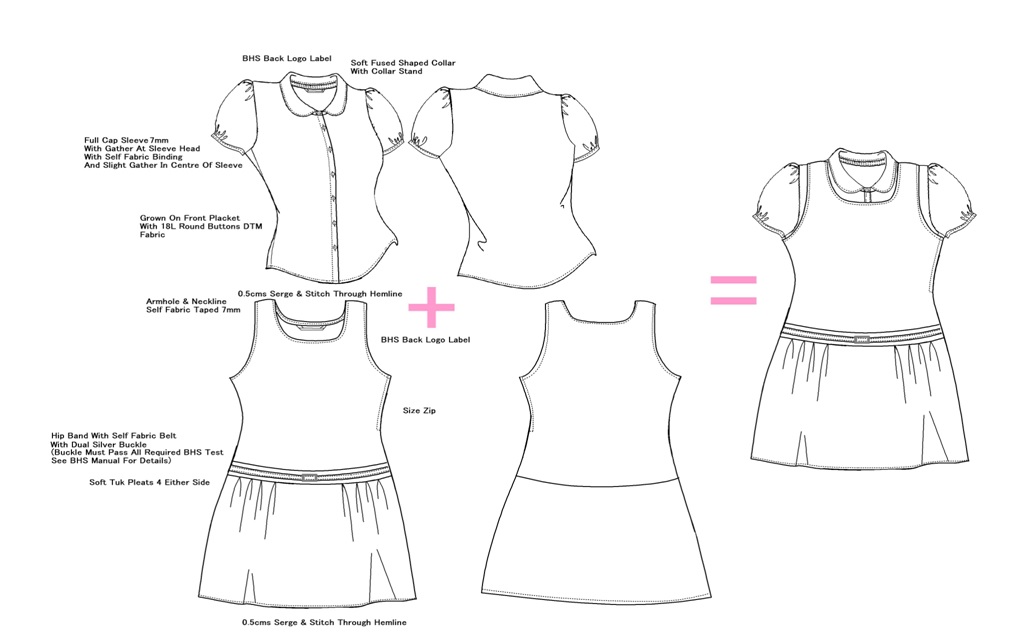 BHS Back Logo Label
Soft Fused Shaped Collar
With Collar Stand
Full Cap Sleeve 7mm
With Gather At Sleeve Head
With Self Fabric Binding
And Slight Gather In Centre Of Sleeve
Grown On Front Placket
With 18L Round Buttons DTM
Fabric
0.5cms Serge & Stitch Through Hemline
Armhole & Neckline
Self Fabric Taped 7mm
BHS Back Logo Label
Size Zip
Hip Band With Self Fabric Belt
With Dual Silver Buckle
(Buckle Must Pass All Required BHS Test
See BHS Manual For Details)
Soft Tuk Pleats 4 Either Side
0.5cms Serge & Stitch Through Hemline